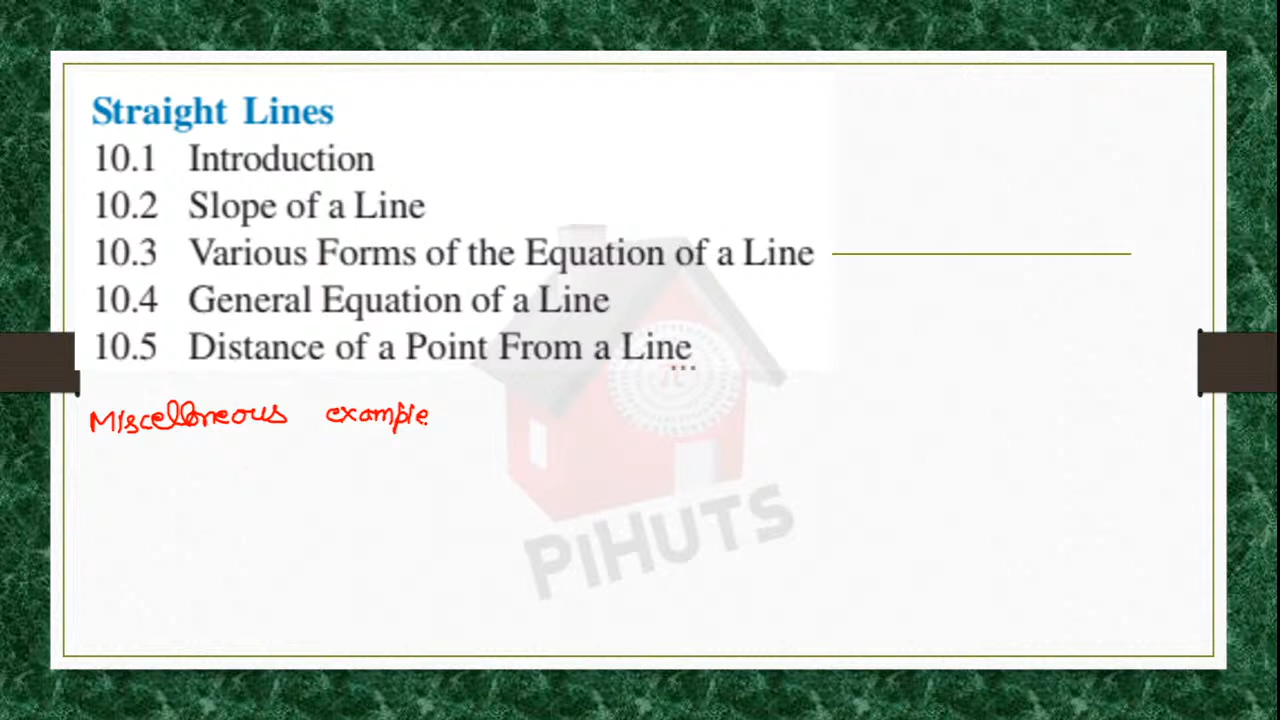 Straight Lines
10.1 Introduction
10.2 Slope of a Line
10.3 Various Forms of the Equation of a Line
10.4 General Equation of a Line
10.5 Distance of a Point From a Line
Miscelloneous example
π
PiHUTS